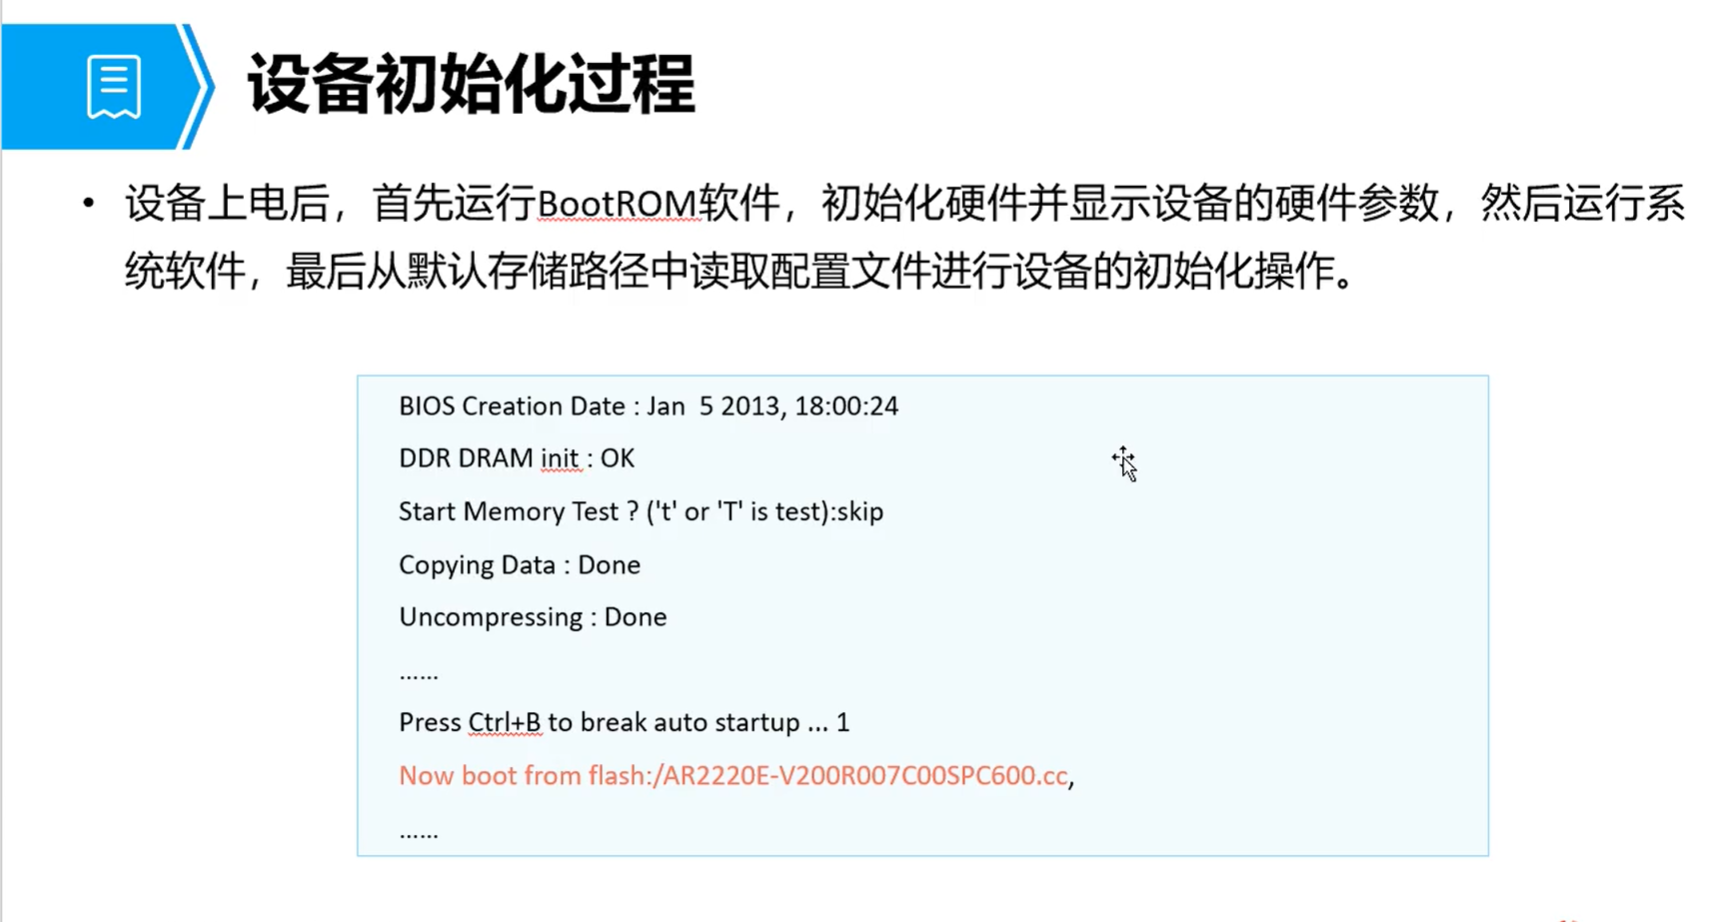 设备初始化过程
• 设备上电后，首先运行BootROM软件，初始化硬件并显示设备的硬件参数，然后运行系
统软件，最后从默认存储路径中读取配置文件进行设备的初始化操作。
BIOS Creation Date : Jan  5 2013, 18:00:24
DDR DRAM init : OK
Start Memory Test ? ('t' or 'T' is test):skip
Copying Data : Done
Uncompressing : Done
……
Press Ctrl+B to break auto startup ... 1
Now boot from flash:/AR2220E-V200R007C00SPC600.cc,
……